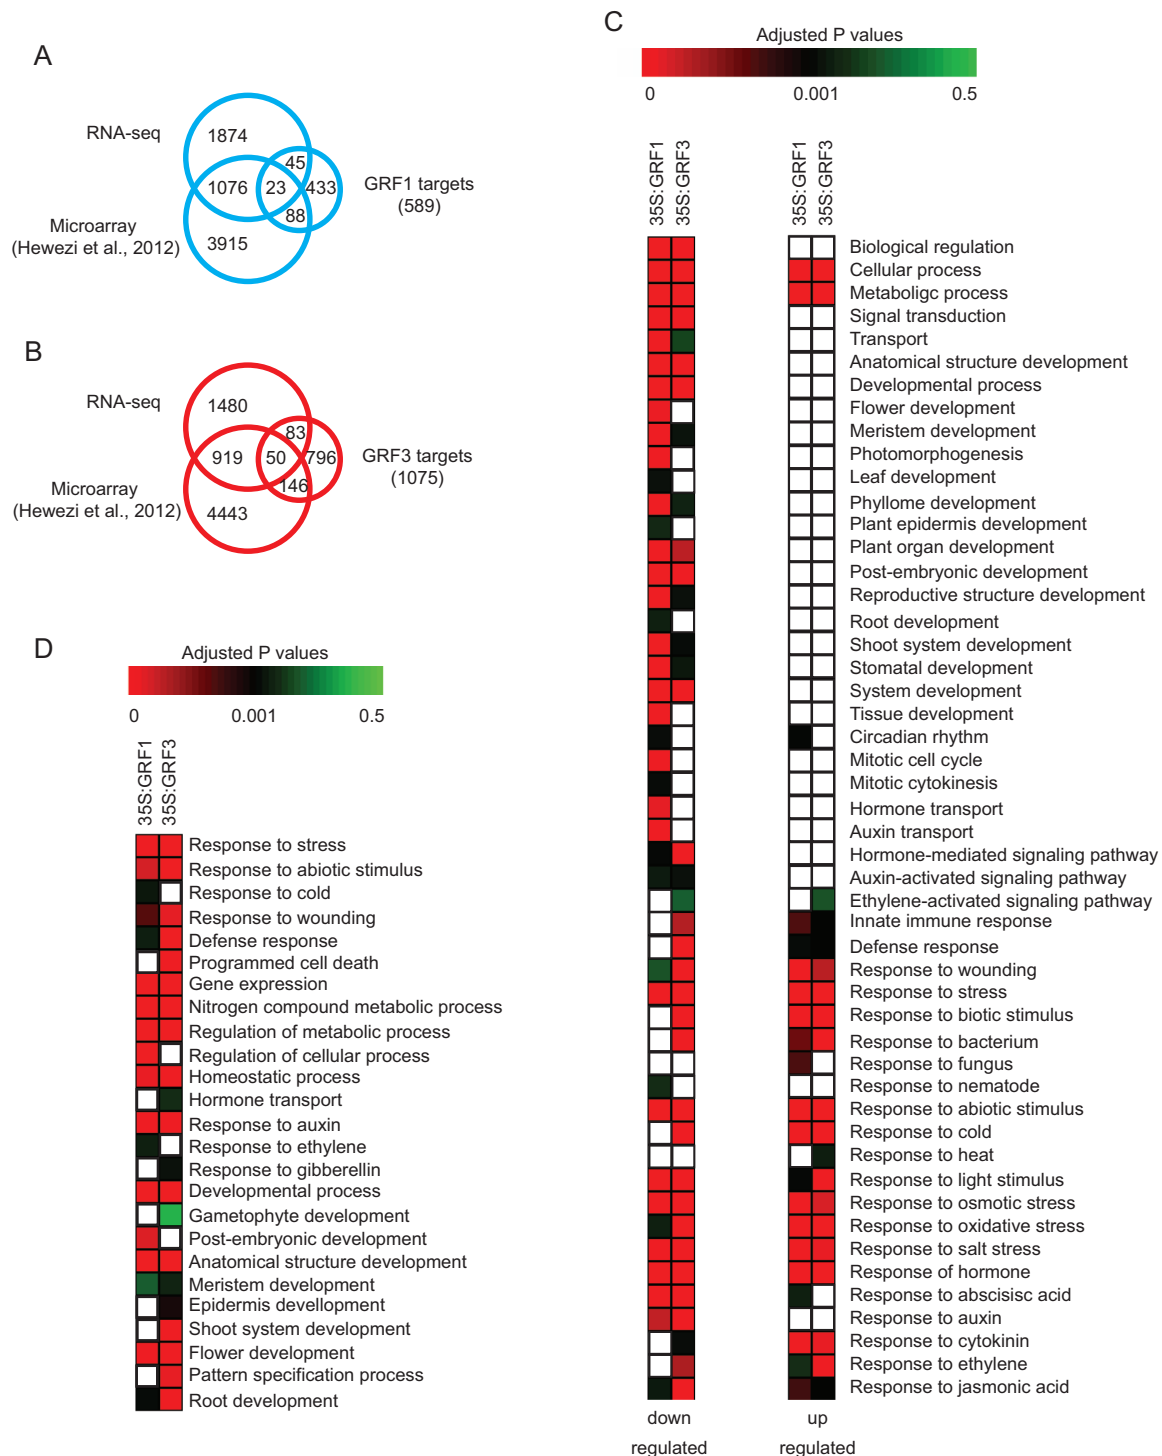 A
RNA-seq
1874
45
1076
23
433
GRF1 targets
(589)
88
Microarray
(Hewezi et al., 2012)
3915
B
RNA-seq
1480
83
919
50
796
GRF3 targets
(1075)
146
Microarray
(Hewezi et al., 2012)
4443
C
Adjusted P values
0
0.001
0.5
35S:GRF1
35S:GRF3
35S:GRF1
35S:GRF3
Biological regulation
Cellular process
Metaboligc process
Signal transduction
Transport
Anatomical structure development
Developmental process
Flower development
Meristem development
Photomorphogenesis
Leaf development
Phyllome development
Plant epidermis development
Plant organ development
Post-embryonic development
Reproductive structure development
Root development
Shoot system development
Stomatal development
System development
Tissue development
Circadian rhythm
Mitotic cell cycle
Mitotic cytokinesis
Hormone transport
Auxin transport
Hormone-mediated signaling pathway
Auxin-activated signaling pathway
Ethylene-activated signaling pathway
Innate immune response
Defense response
Response to wounding
Response to stress
Response to biotic stimulus
Response to bacterium
Response to fungus
Response to nematode
Response to abiotic stimulus
Response to cold
Response to heat
Response to light stimulus
Response to osmotic stress
Response to oxidative stress
Response to salt stress
Response of hormone
Response to abscisisc acid
Response to auxin
Response to cytokinin
Response to ethylene
Response to jasmonic acid
down
regulated
up
regulated
D
Adjusted P values
0
0.001
0.5
35S:GRF1
35S:GRF3
Response to stress
Response to abiotic stimulus
Response to cold
Response to wounding
Defense response
Programmed cell death
Gene expression
Nitrogen compound metabolic process
Regulation of metabolic process
Regulation of cellular process
Homeostatic process
Hormone transport
Response to auxin
Response to ethylene
Response to gibberellin
Developmental process
Gametophyte development
Post-embryonic development
Anatomical structure development
Meristem development
Epidermis devellopment
Shoot system development
Flower development
Pattern specification process
Root development